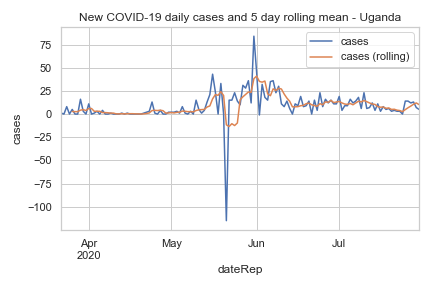 New COVID-19 daily cases and 5 day rolling mean - Uganda
cases
cases (rolling)
75
50
25
0
−25
−50
−75
−100
cases
Apr
2020
May
Jun
Jul
dateRep